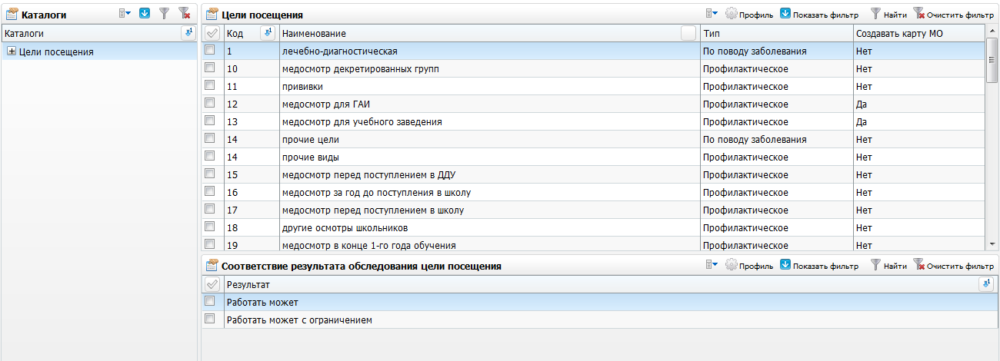 Каталоги
Каталоги
Цели посещения
Цели посещения Профиль Показать фильтр Найти Очистить фильтр
Код Наименование Тип Создавать карту МО
1 лечебно-диагностическая По поводу заболевания Нет
10 медосмотр декретированных групп Профилактическое Нет
11 прививки Профилактическое Нет
12 медосмотр для ГАИ Профилактическое Да
13 медосмотр для учебного заведения Профилактическое Да
14 прочие цели По поводу заболевания Нет
14 прочие виды Профилактическое Нет
15 медосмотр перед поступлением в ДДУ Профилактическое Нет
16 медосмотр за год до поступления в школу Профилактическое Нет
17 медосмотр перед поступлением в школу Профилактическое Нет
18 другие осмотры школьников Профилактическое Нет
19 медосмотр в конце 1-го года обучения Профилактическое Нет
Соответствие результата обследования цели посещения Профиль Показать фильтр Найти Очистить фильтр
Результат
Работать может
Работать может с ограничением